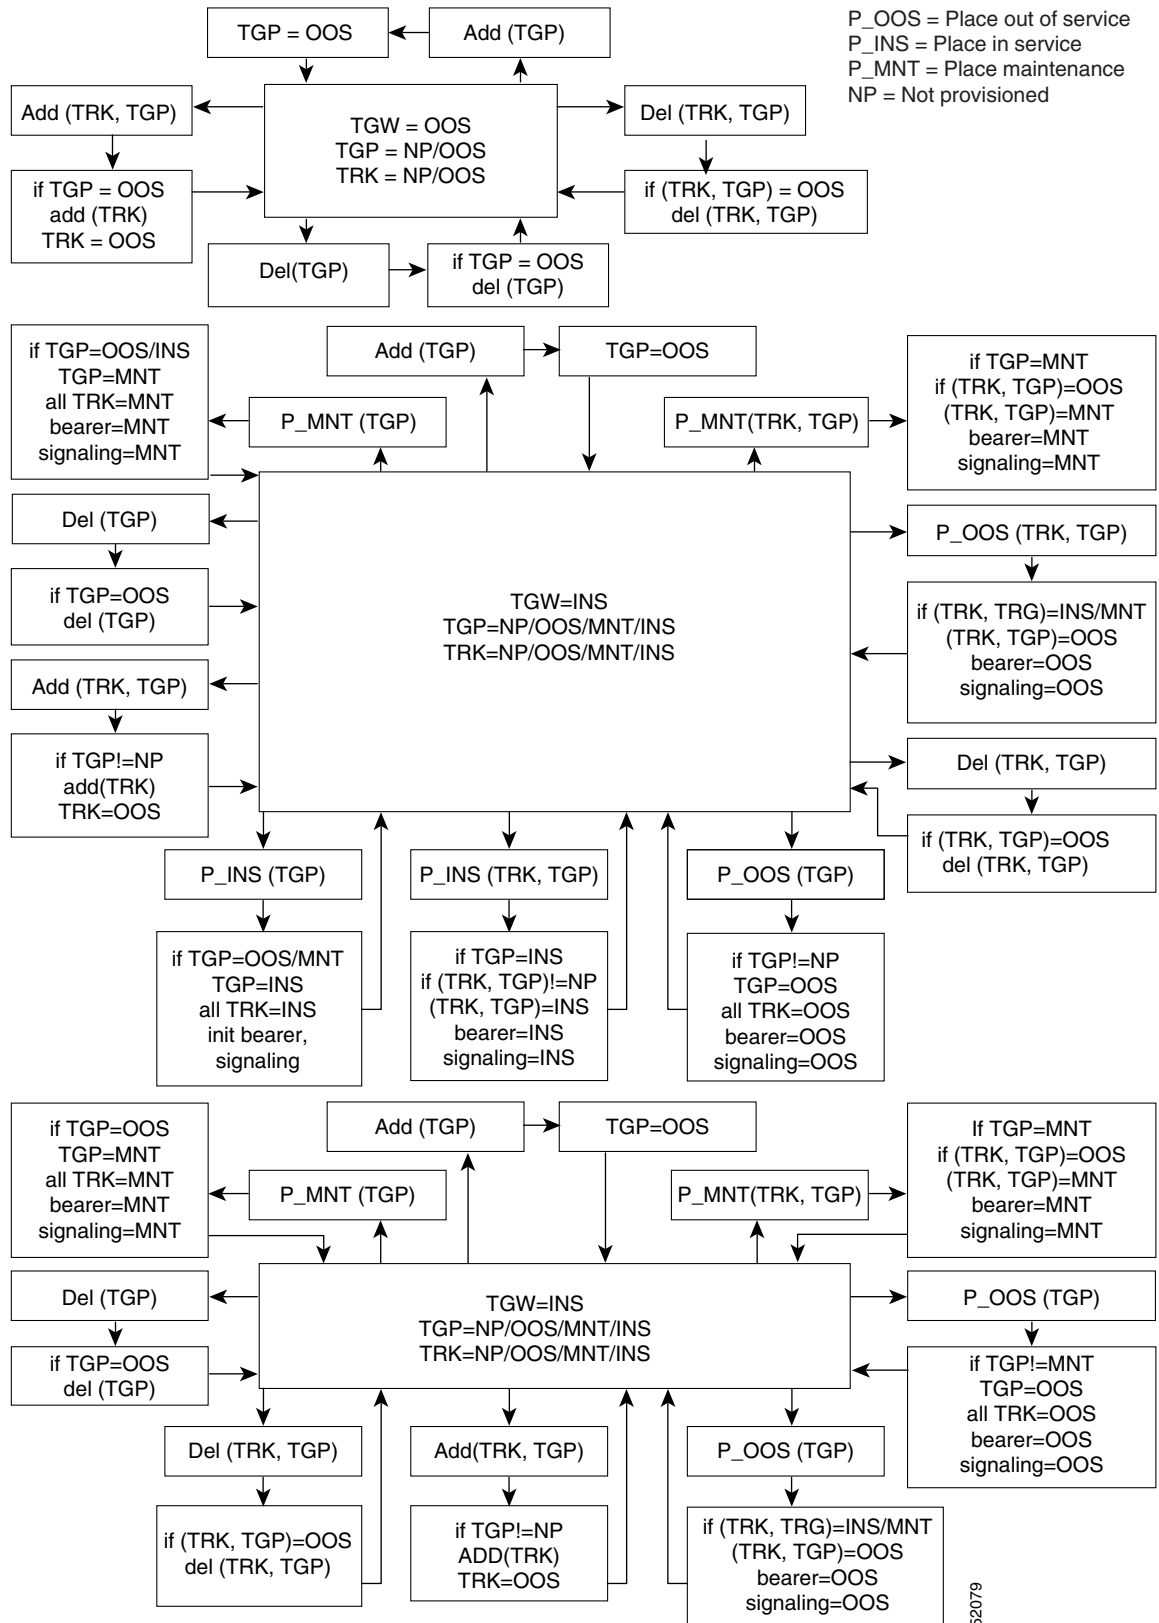 P_OOS = Place out of service
P_INS = Place in service
P_MNT = Place maintenance
NP = Not provisioned
TGP = OOS
Add (TGP)
Add (TRK, TGP)
TGW = OOS
TGP = NP/OOS
TRK = NP/OOS
Del (TRK, TGP)
if TGP = OOS
add (TRK)
TRK = OOS
if (TRK, TGP) = OOS
del (TRK, TGP)
Del(TGP)
if TGP = OOS
del (TGP)
if TGP=OOS/INS
TGP=MNT
all TRK=MNT
bearer=MNT
signaling=MNT
Add (TGP)
TGP=OOS
P_MNT (TGP)
P_MNT(TRK, TGP)
if TGP=MNT
if (TRK, TGP)=OOS
(TRK, TGP)=MNT
bearer=MNT
signaling=MNT
Del (TGP)
if TGP=OOS
del (TGP)
Add (TRK, TGP)
if TGP!=NP
add(TRK)
TRK=OOS
TGW=INS
TGP=NP/OOS/MNT/INS
TRK=NP/OOS/MNT/INS
P_OOS (TRK, TGP)
if (TRK, TRG)=INS/MNT
(TRK, TGP)=OOS
bearer=OOS
signaling=OOS
Del (TRK, TGP)
if (TRK, TGP)=OOS
del (TRK, TGP)
P_INS (TGP)
if TGP=OOS/MNT
TGP=INS
all TRK=INS
init bearer,
signaling
P_INS (TRK, TGP)
if TGP=INS
if (TRK, TGP)!=NP
(TRK, TGP)=INS
bearer=INS
signaling=INS
P_OOS (TGP)
if TGP!=NP
TGP=OOS
all TRK=OOS
bearer=OOS
signaling=OOS
if TGP=OOS
TGP=MNT
all TRK=MNT
bearer=MNT
signaling=MNT
Add (TGP)
TGP=OOS
P_MNT (TGP)
P_MNT(TRK, TGP)
If TGP=MNT
if (TRK, TGP)=OOS
(TRK, TGP)=MNT
bearer=MNT
signaling=MNT
Del (TGP)
if TGP=OOS
del (TGP)
TGW=INS
TGP=NP/OOS/MNT/INS
TRK=NP/OOS/MNT/INS
P_OOS (TGP)
if TGP!=MNT
TGP=OOS
all TRK=OOS
bearer=OOS
signaling=OOS
Del (TRK, TGP)
if (TRK, TGP)=OOS
del (TRK, TGP)
Add(TRK, TGP)
if TGP!=NP
ADD(TRK)
TRK=OOS
P_OOS (TGP)
if (TRK, TRG)=INS/MNT
(TRK, TGP)=OOS
bearer=OOS
signaling=OOS